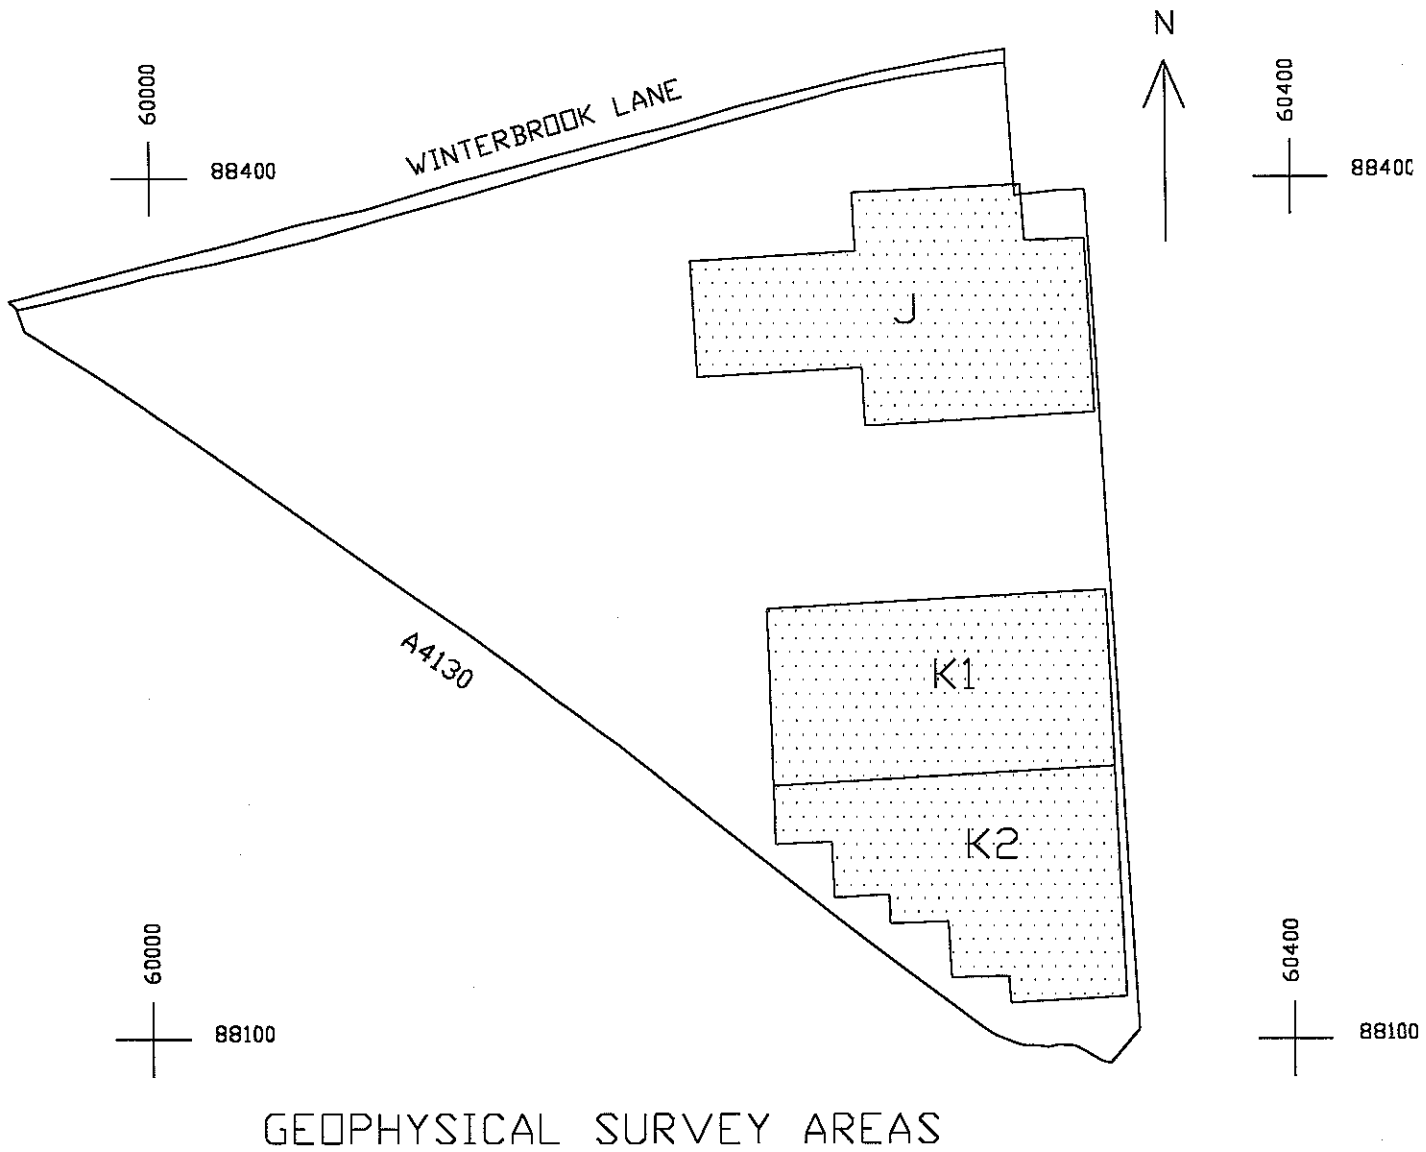 N
60000
60400
88400
WINTERBROOK LANE
88400
J
A4130
K1
K2
60000
60400
88100
88100
GEOPHYSICAL SURVEY AREAS